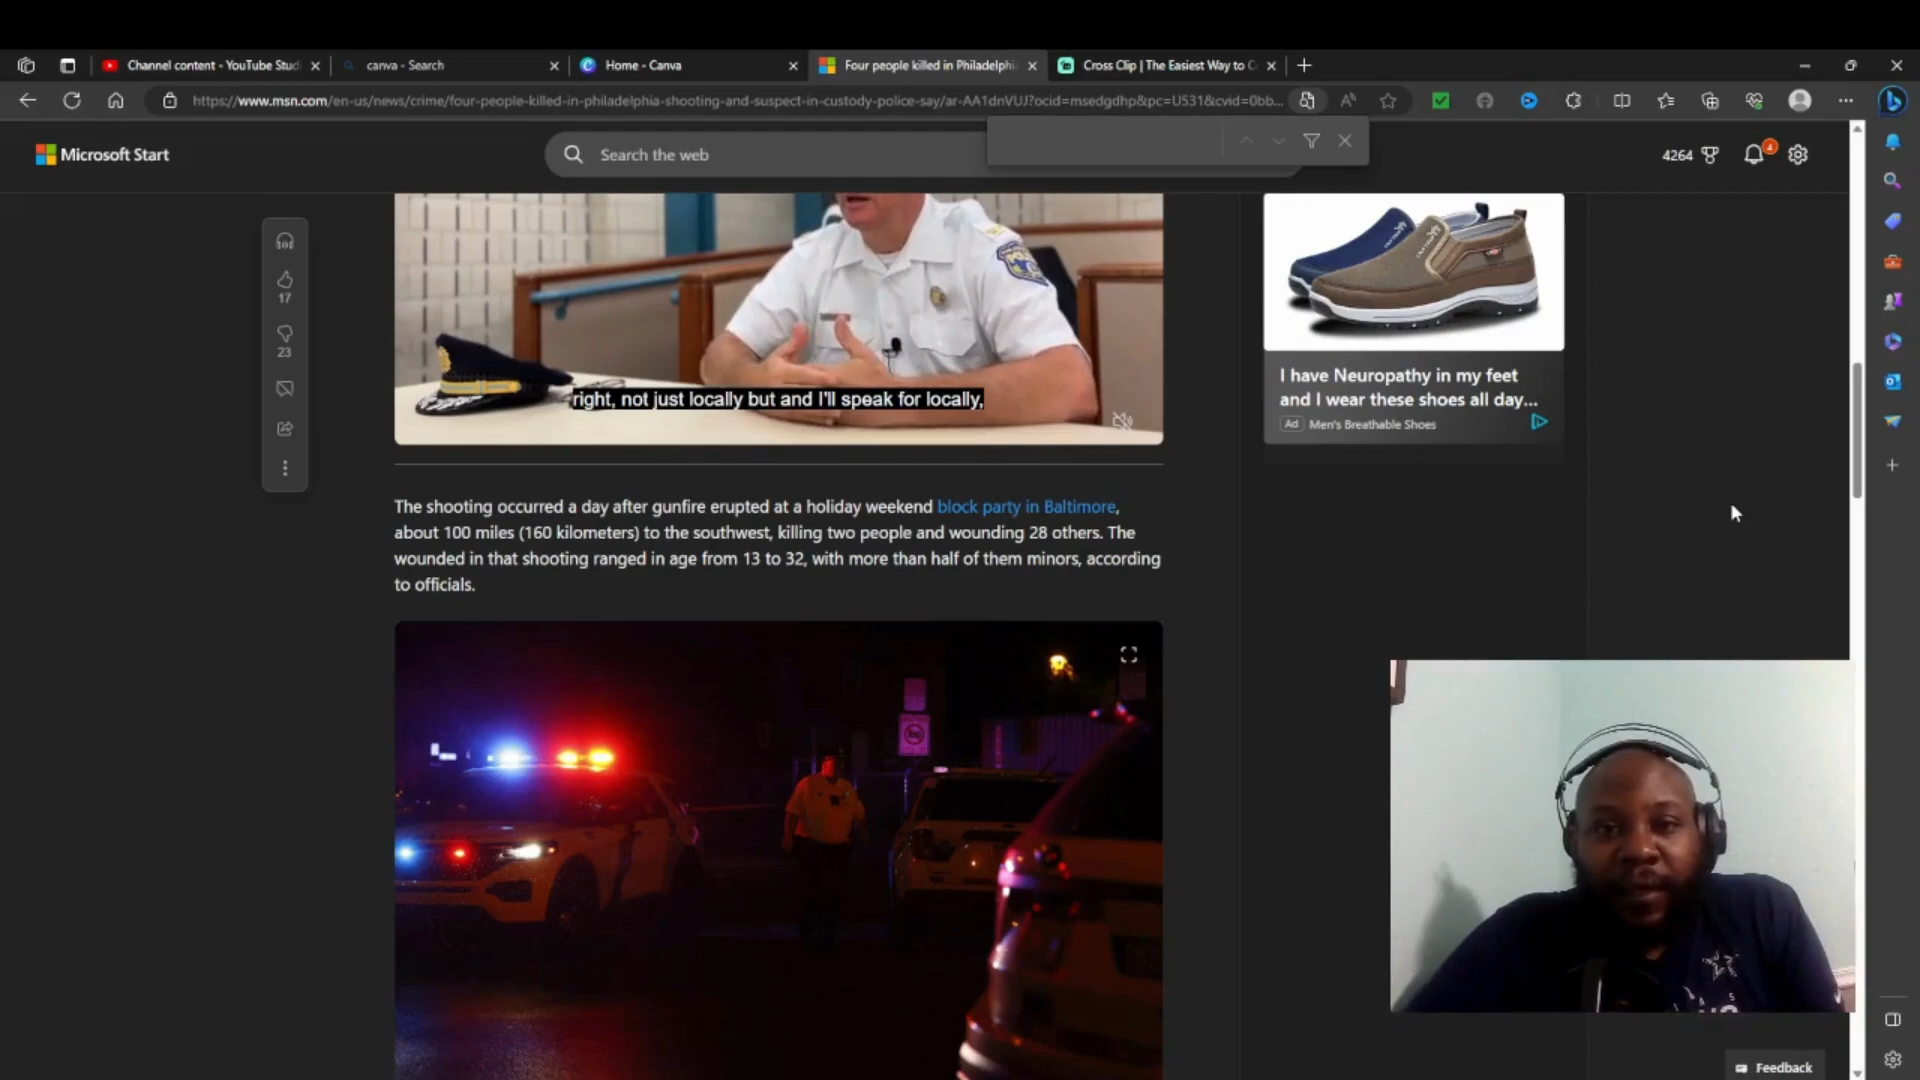 Channel content - YouTube Stud
canva - Search
Home - Canva
Four people killed in Philadelphi
Cross Clip | The Easiest Way to C
https://www.msn.com/en-us/news/crime/four-people-killed-in-philadelphia-shooting-and-suspect-in-custody-police-say/ar-AA1dnVUJ?ocid=msedgdhp&pc=U531&cvid=0bb...
Microsoft Start
Search the web
4264
4
17
23
right, not just locally but and I'll speak for locally,
I have Neuropathy in my feet
and I wear these shoes all day...
Ad Men's Breathable Shoes
The shooting occurred a day after gunfire erupted at a holiday weekend block party in Baltimore,
about 100 miles (160 kilometers) to the southwest, killing two people and wounding 28 others. The
wounded in that shooting ranged in age from 13 to 32, with more than half of them minors, according
to officials.
Feedback